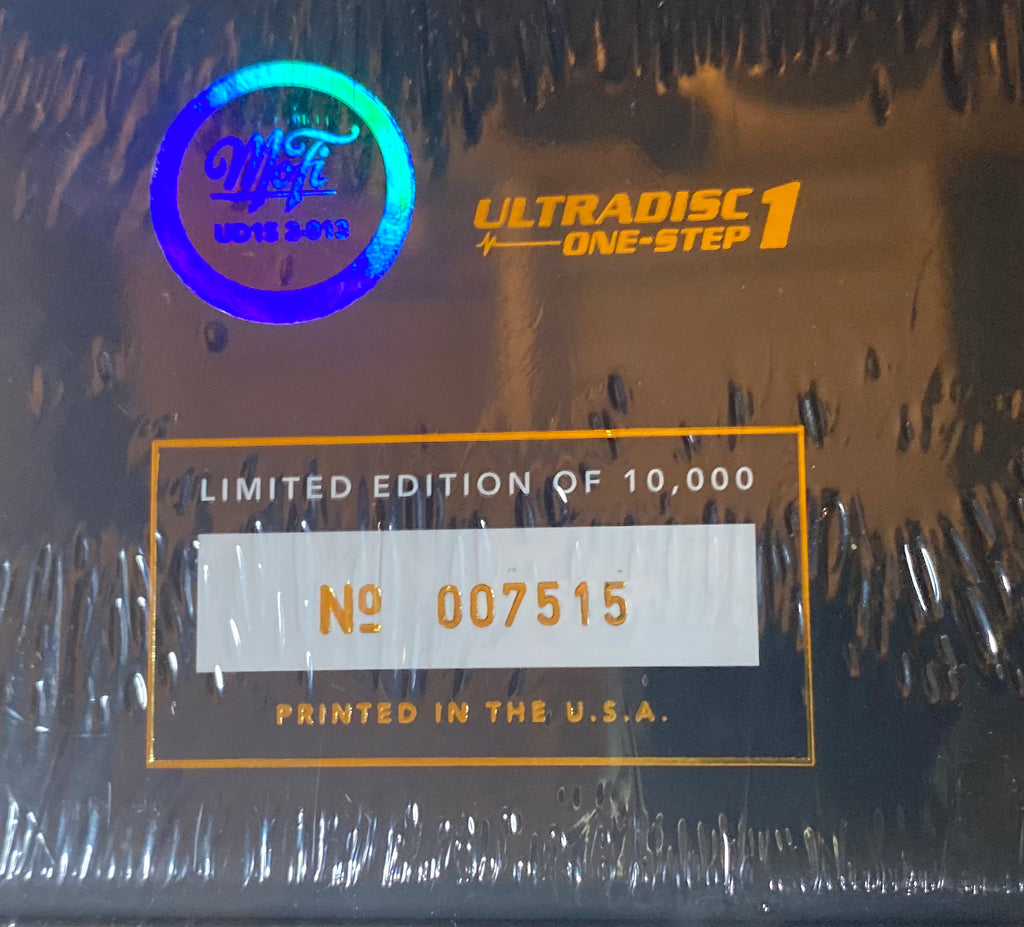 MoFi
UD1S 2-013
ULTRADISC 1
ONE-STEP
LIMITED EDITION OF 10,000
Nº 007515
PRINTED IN THE U.S.A.